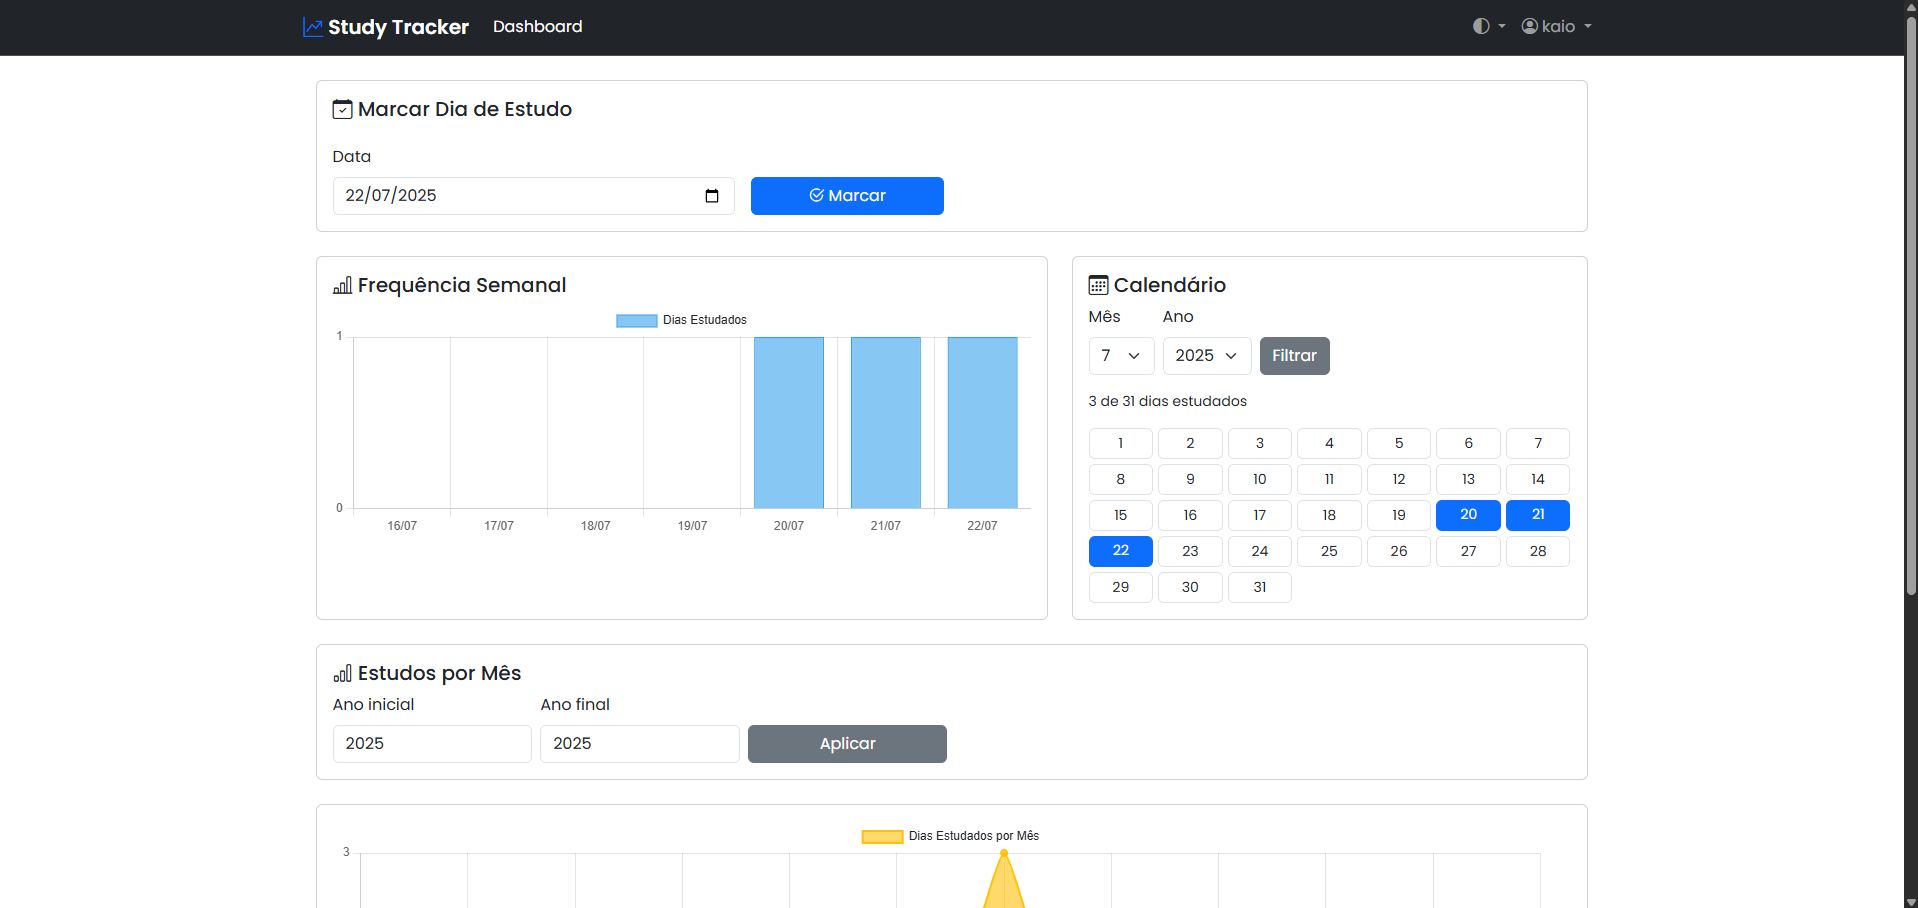 Study Tracker Dashboard kaio
Marcar Dia de Estudo
Data
22/07/2025 Marcar
Frequência Semanal
Dias Estudados
1
0
16/07 17/07 18/07 19/07 20/07 21/07 22/07
Calendário
Mês Ano
7 2025 Filtrar
3 de 31 dias estudados
1 2 3 4 5 6 7
8 9 10 11 12 13 14
15 16 17 18 19 20 21
22 23 24 25 26 27 28
29 30 31
Estudos por Mês
Ano inicial Ano final
2025 2025 Aplicar
Dias Estudados por Mês
3